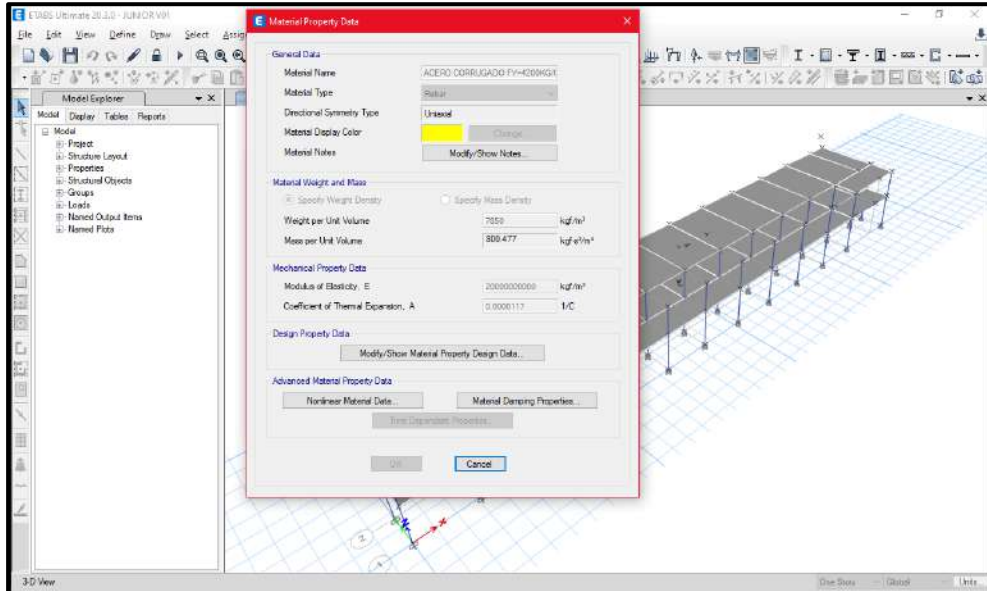 ETABS Ultimate 20.3.0 - JUNIOR V01
File Edit View Define Draw Select Assig
Model Explorer
Model Display Tables Reports
Model
Project
Structure Layout
Properties
Structural Objects
Groups
Loads
Named Output Items
Named Plots
Material Property Data
General Data
Material Name ACERO CORRUGADO FY=4200KG/
Material Type Rebar
Directional Symmetry Type Uniaxial
Material Display Color Change...
Material Notes Modify/Show Notes...
Material Weight and Mass
Specify Weight Density Specify Mass Density
Weight per Unit Volume 7850 kgf/m³
Mass per Unit Volume 800.477 kgf-s²/m⁴
Mechanical Property Data
Modulus of Elasticity, E 20000000000 kgf/m²
Coefficient of Thermal Expansion, A 0.0000117 1/C
Design Property Data
Modify/Show Material Property Design Data...
Advanced Material Property Data
Nonlinear Material Data... Material Damping Properties...
Time Dependent Properties...
OK Cancel
3-D View One Story Global Units...